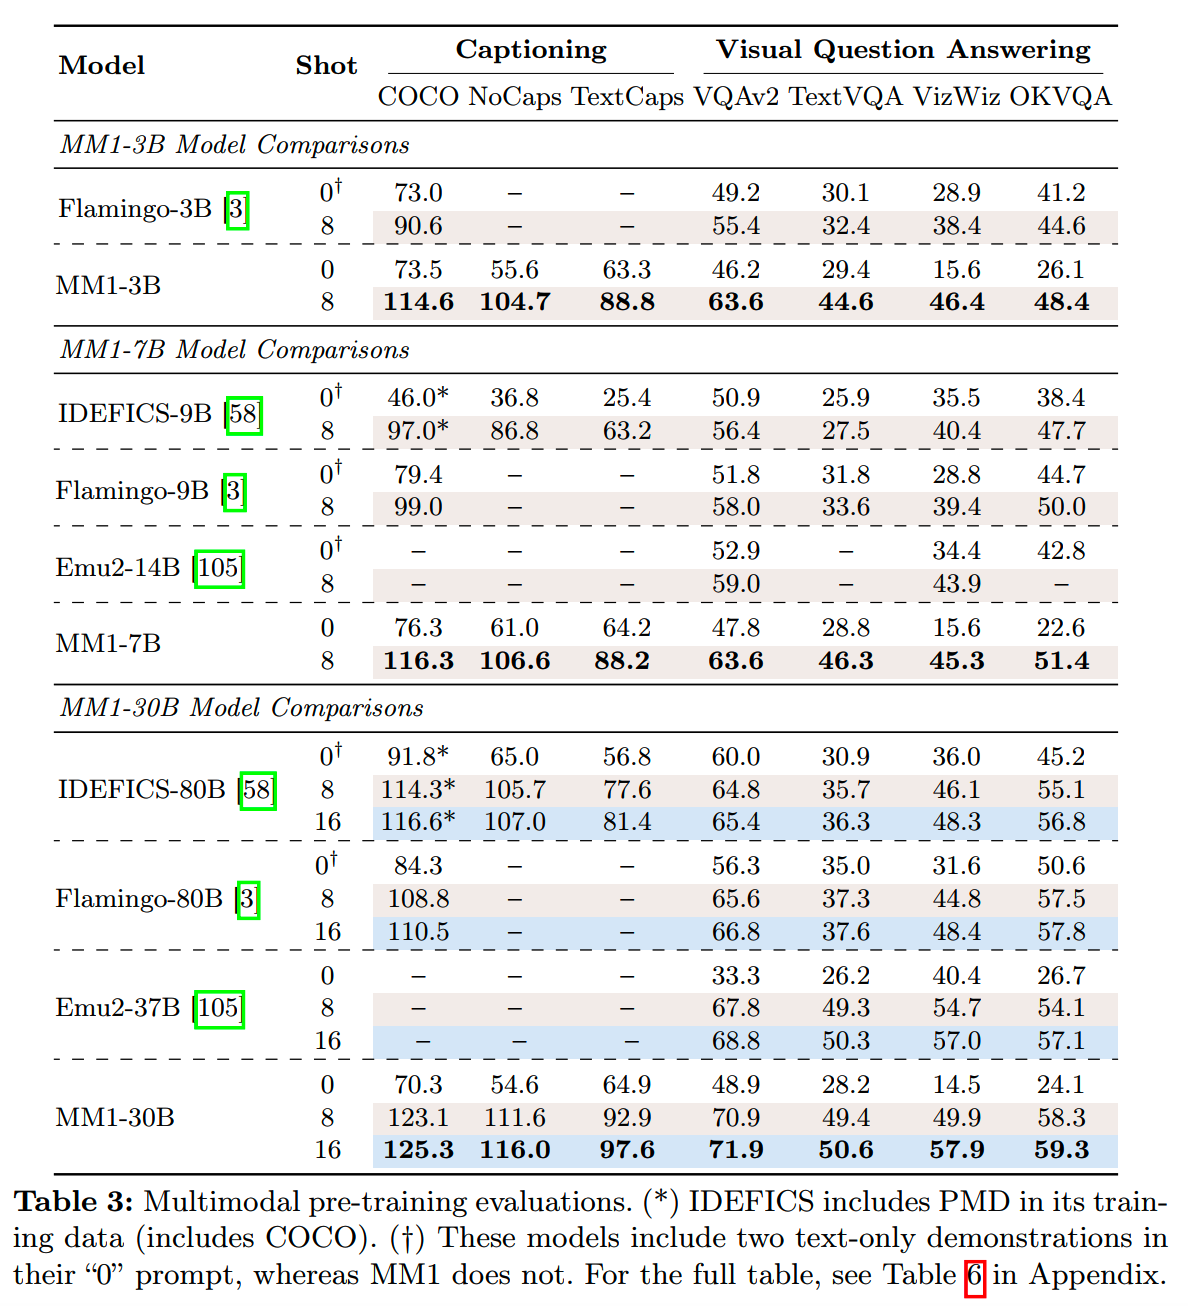 Model Shot Captioning Visual Question Answering
COCO NoCaps TextCaps VQAv2 TextVQA VizWiz OKVQA
MM1-3B Model Comparisons
Flamingo-3B [3] 0† 73.0 – – 49.2 30.1 28.9 41.2
8 90.6 – – 55.4 32.4 38.4 44.6
MM1-3B 0 73.5 55.6 63.3 46.2 29.4 15.6 26.1
8 114.6 104.7 88.8 63.6 44.6 46.4 48.4
MM1-7B Model Comparisons
IDEFICS-9B [58] 0† 46.0* 36.8 25.4 50.9 25.9 35.5 38.4
8 97.0* 86.8 63.2 56.4 27.5 40.4 47.7
Flamingo-9B [3] 0† 79.4 – – 51.8 31.8 28.8 44.7
8 99.0 – – 58.0 33.6 39.4 50.0
Emu2-14B [105] 0† – – – 52.9 – 34.4 42.8
8 – – – 59.0 – 43.9 –
MM1-7B 0 76.3 61.0 64.2 47.8 28.8 15.6 22.6
8 116.3 106.6 88.2 63.6 46.3 45.3 51.4
MM1-30B Model Comparisons
IDEFICS-80B [58] 0† 91.8* 65.0 56.8 60.0 30.9 36.0 45.2
8 114.3* 105.7 77.6 64.8 35.7 46.1 55.1
16 116.6* 107.0 81.4 65.4 36.3 48.3 56.8
Flamingo-80B [3] 0† 84.3 – – 56.3 35.0 31.6 50.6
8 108.8 – – 65.6 37.3 44.8 57.5
16 110.5 – – 66.8 37.6 48.4 57.8
Emu2-37B [105] 0 – – – 33.3 26.2 40.4 26.7
8 – – – 67.8 49.3 54.7 54.1
16 – – – 68.8 50.3 57.0 57.1
MM1-30B 0 70.3 54.6 64.9 48.9 28.2 14.5 24.1
8 123.1 111.6 92.9 70.9 49.4 49.9 58.3
16 125.3 116.0 97.6 71.9 50.6 57.9 59.3
Table 3: Multimodal pre-training evaluations. (*) IDEFICS includes PMD in its train-
ing data (includes COCO). (†) These models include two text-only demonstrations in
their “0” prompt, whereas MM1 does not. For the full table, see Table 6 in Appendix.